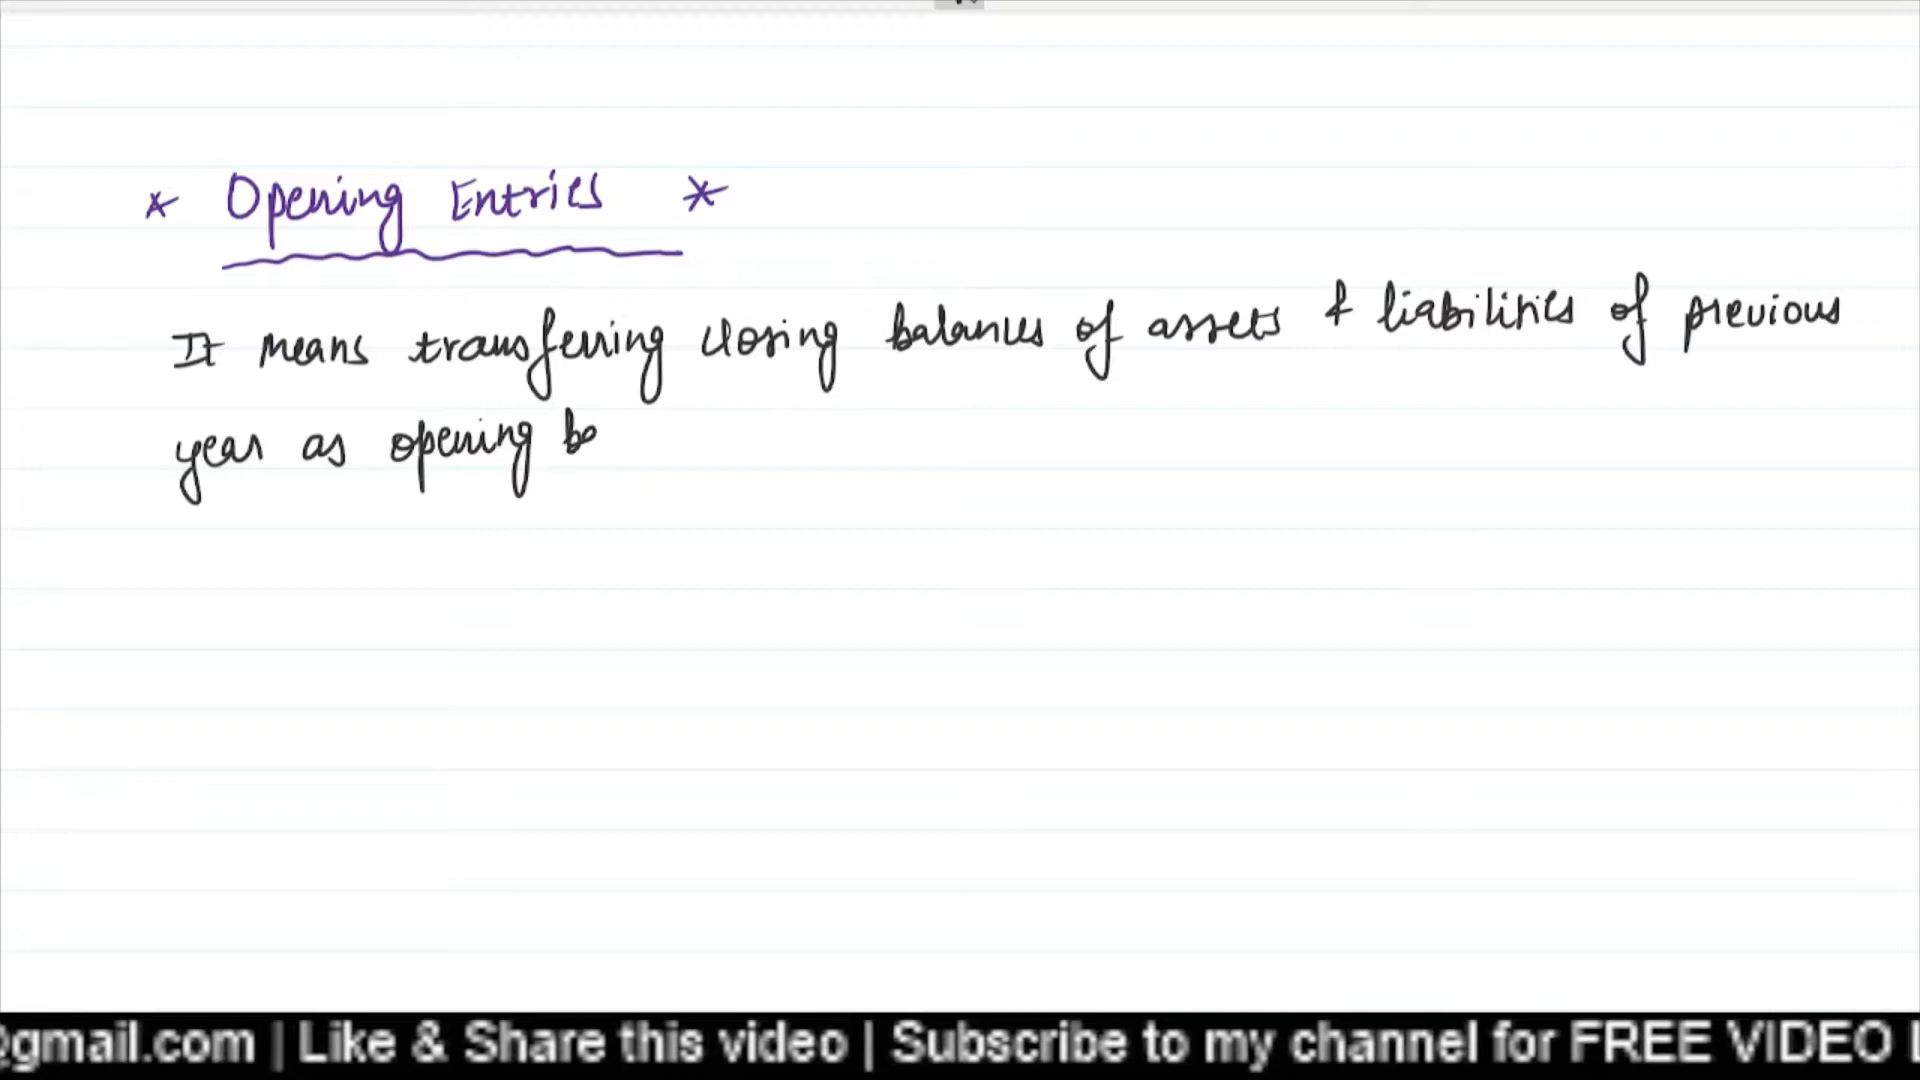 * Opening Entries *
It means transferring closing balances of assets & liabilities of previous
year as opening ba
@gmail.com | Like & Share this video | Subscribe to my channel for FREE VIDEO L